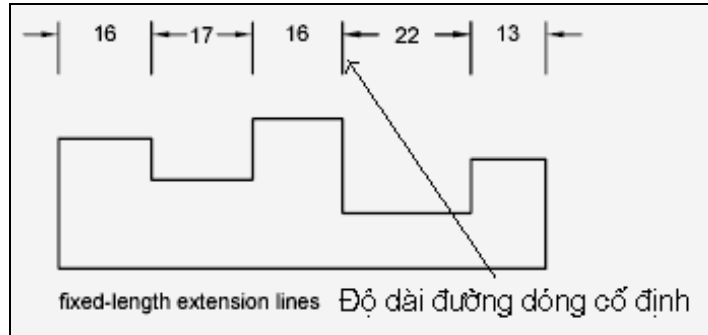 16 17 16 22 13
fixed-length extension lines Độ dài đường dóng cố định